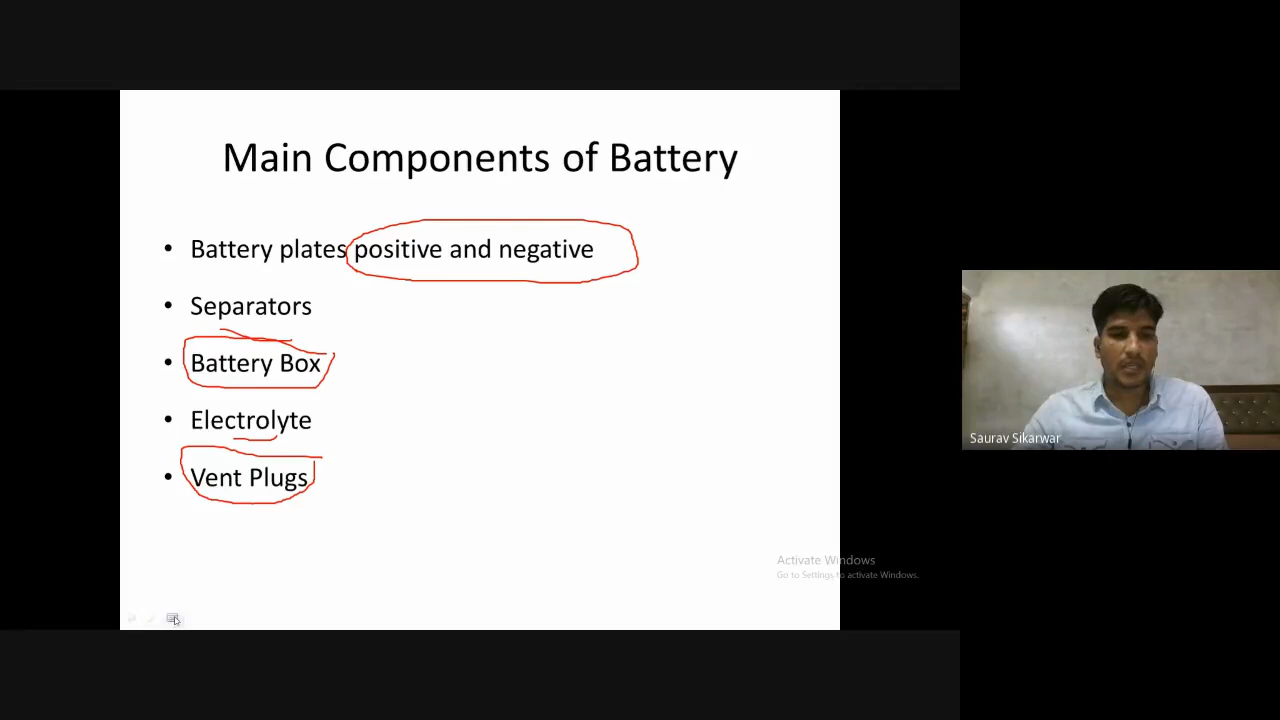 Main Components of Battery
• Battery plates positive and negative
• Separators
• Battery Box
• Electrolyte
• Vent Plugs
Saurav Sikarwar
Activate Windows
Go to Settings to activate Windows.